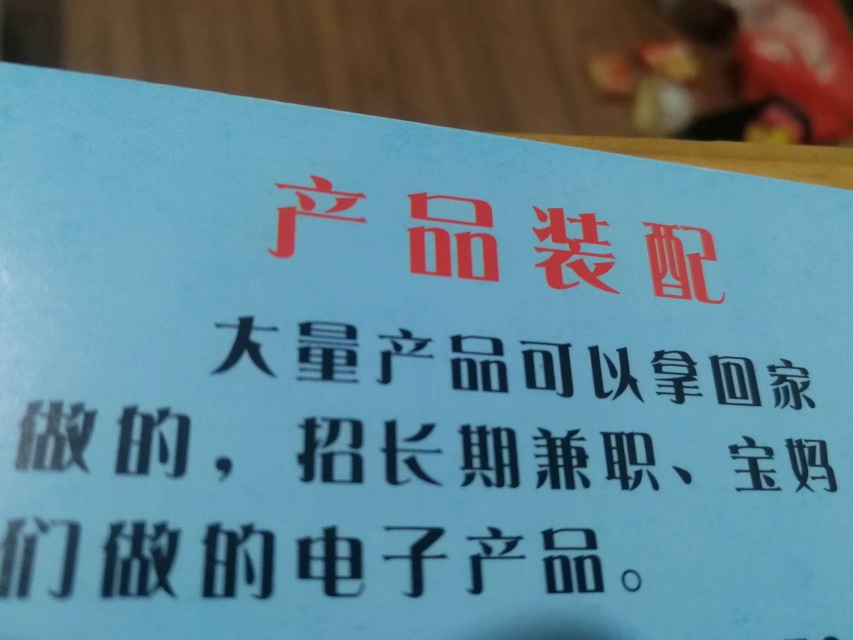 产品装配
大量产品可以拿回家
做的，招长期兼职、宝妈
们做的电子产品。